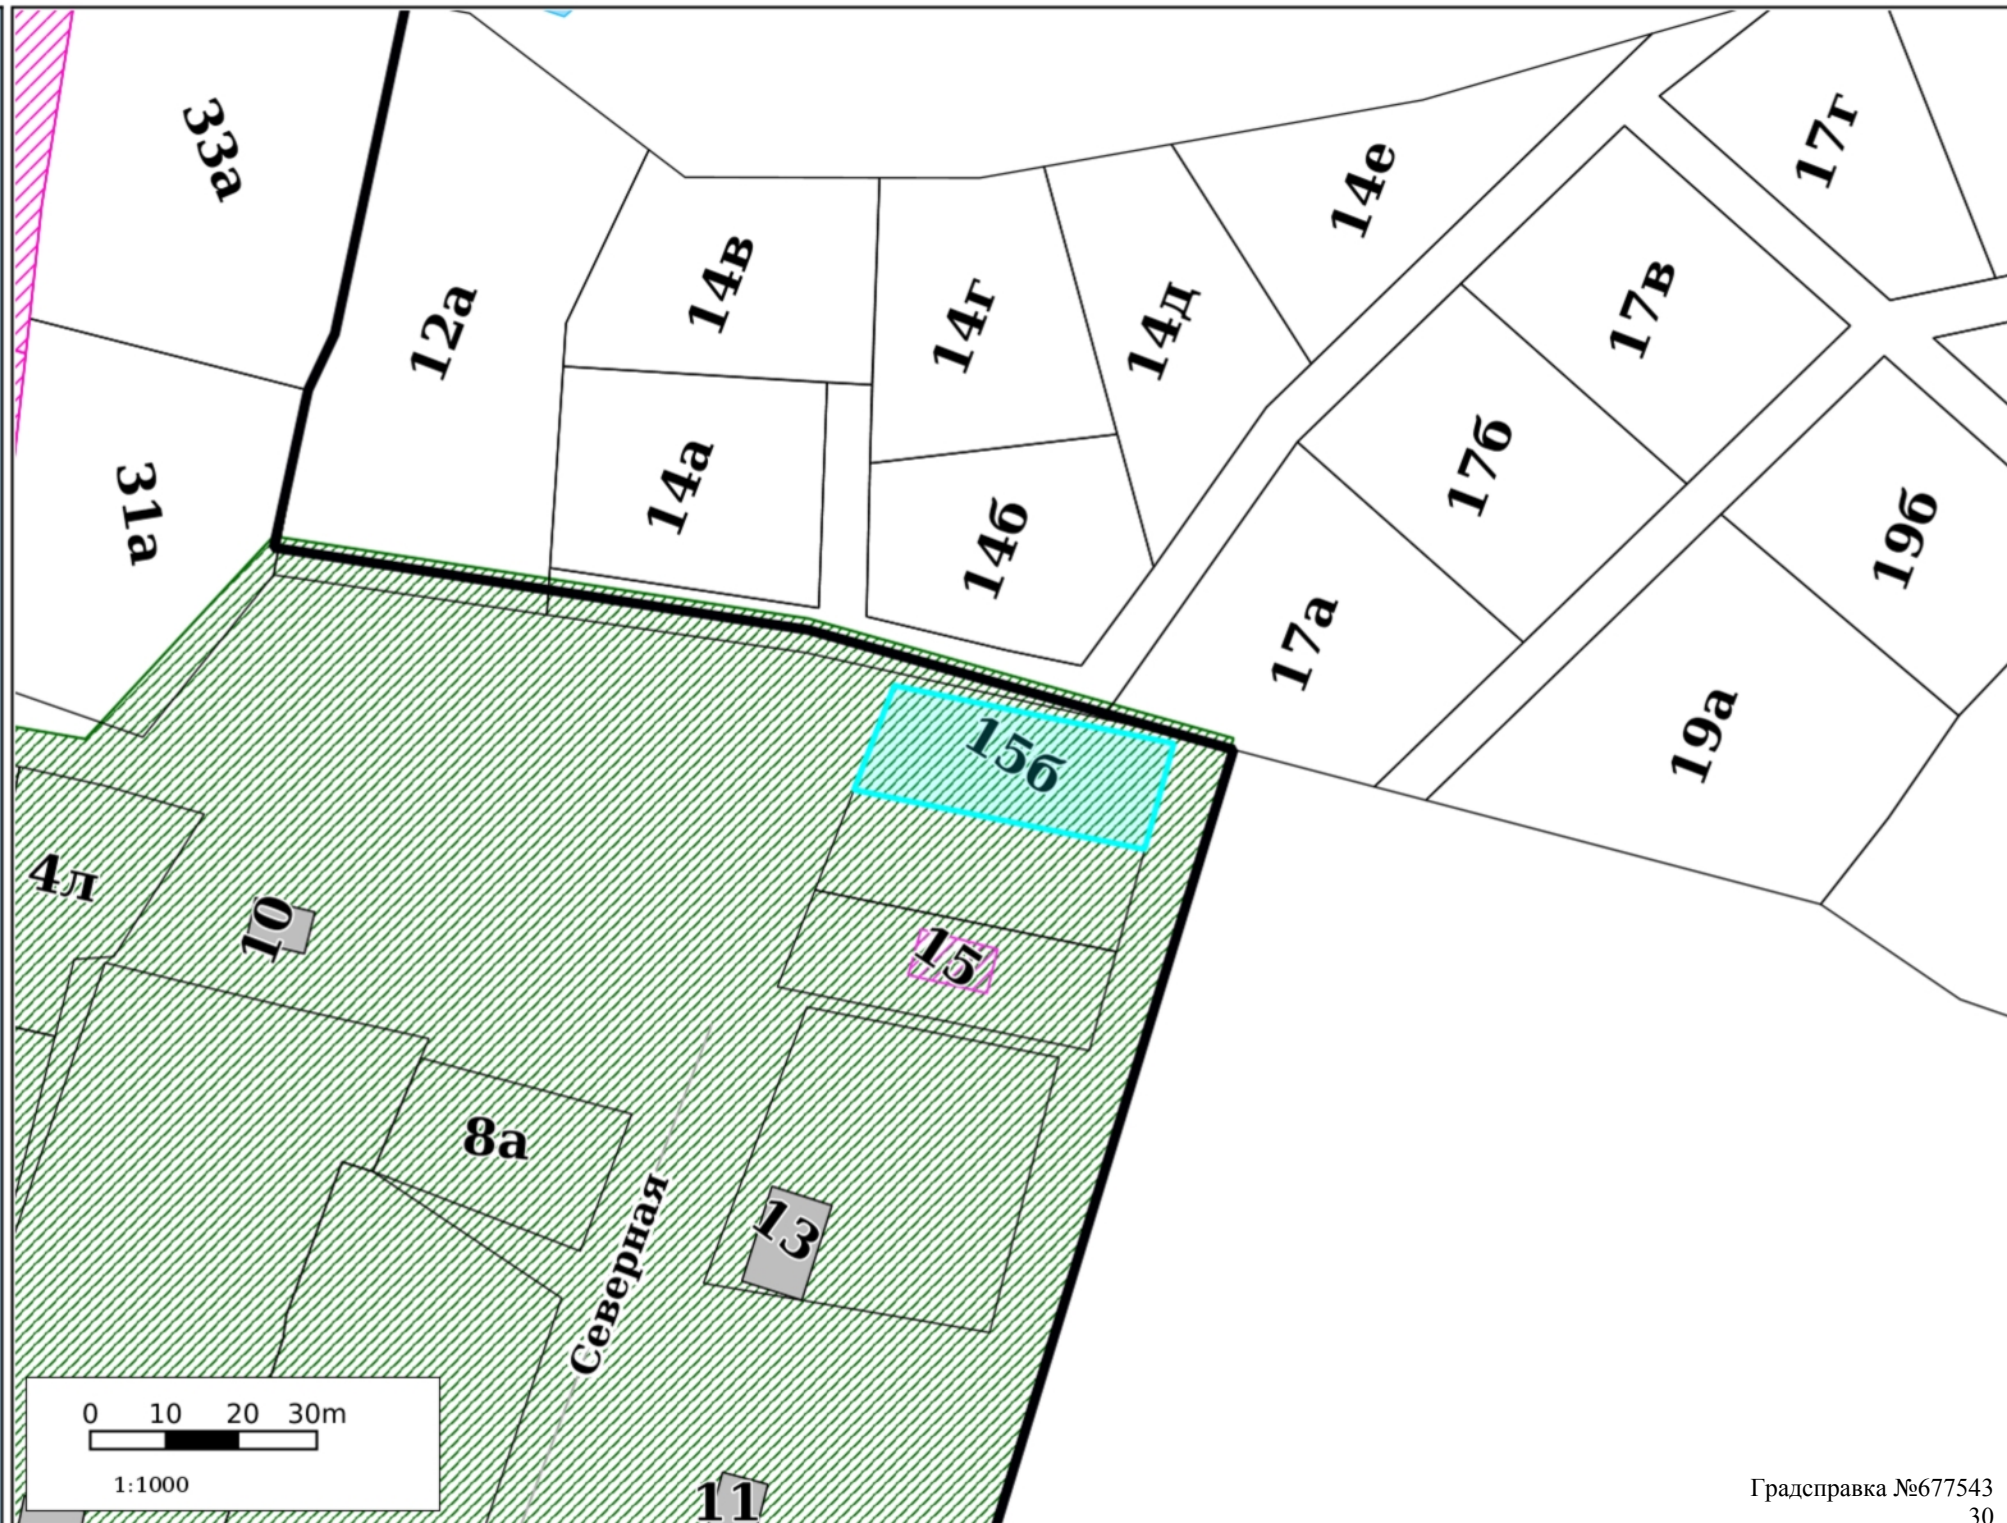 33а
17г
14е
12а
14в
14г
14д
17в
31а
14а
14б
17б
19б
17а
15б
19а
4л
10
15
8а
13
Северная
0 10 20 30m
1:1000
11
Градсправка №677543
30